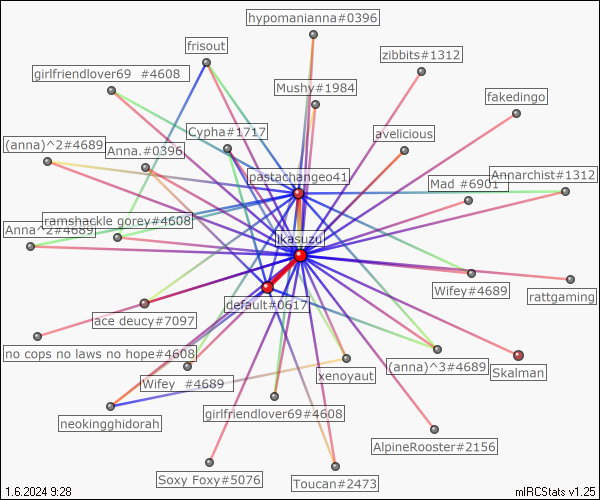 hypomanianna#0396
frisout
zibbits#1312
girlfriendlover69 #4608
Mushy#1984
fakedingo
Cypha#1717
avelicious
(anna)^2#4689
Anna.#0396
pastachangeo41
Annarchist#1312
Mad #6901
ramshackle gorey#4608
Anna^2#4689
ikasuzu
Wifey#4689
rattgaming
default#0617
ace deucy#7097
no cops no laws no hope#4608
(anna)^3#4689
Skalman
xenoyaut
Wifey #4689
girlfriendlover69#4608
neokingghidorah
AlpineRooster#2156
Soxy Foxy#5076
Toucan#2473
1.6.2024 9:28
mIRCStats v1.25